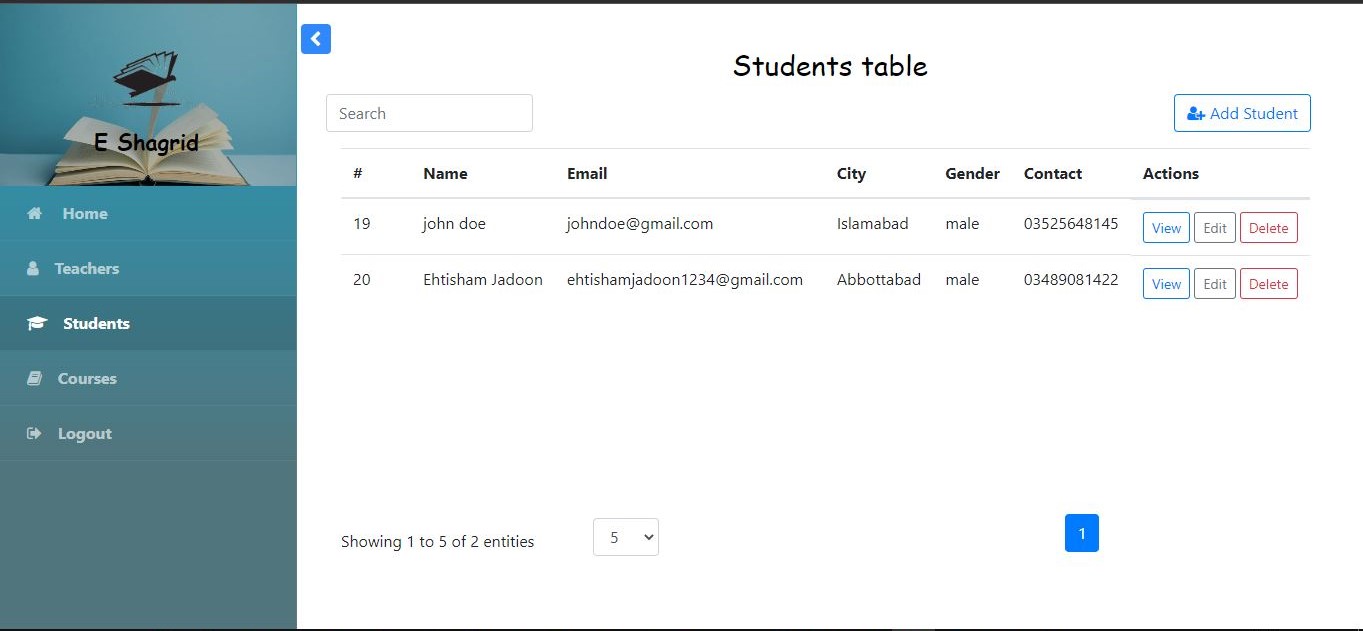 E Shagrid
Home
Teachers
Students
Courses
Logout
Students table
Search
Add Student
# Name Email City Gender Contact Actions
19 john doe johndoe@gmail.com Islamabad male 03525648145 View Edit Delete
20 Ehtisham Jadoon ehtishamjadoon1234@gmail.com Abbottabad male 03489081422 View Edit Delete
Showing 1 to 5 of 2 entities 5 1